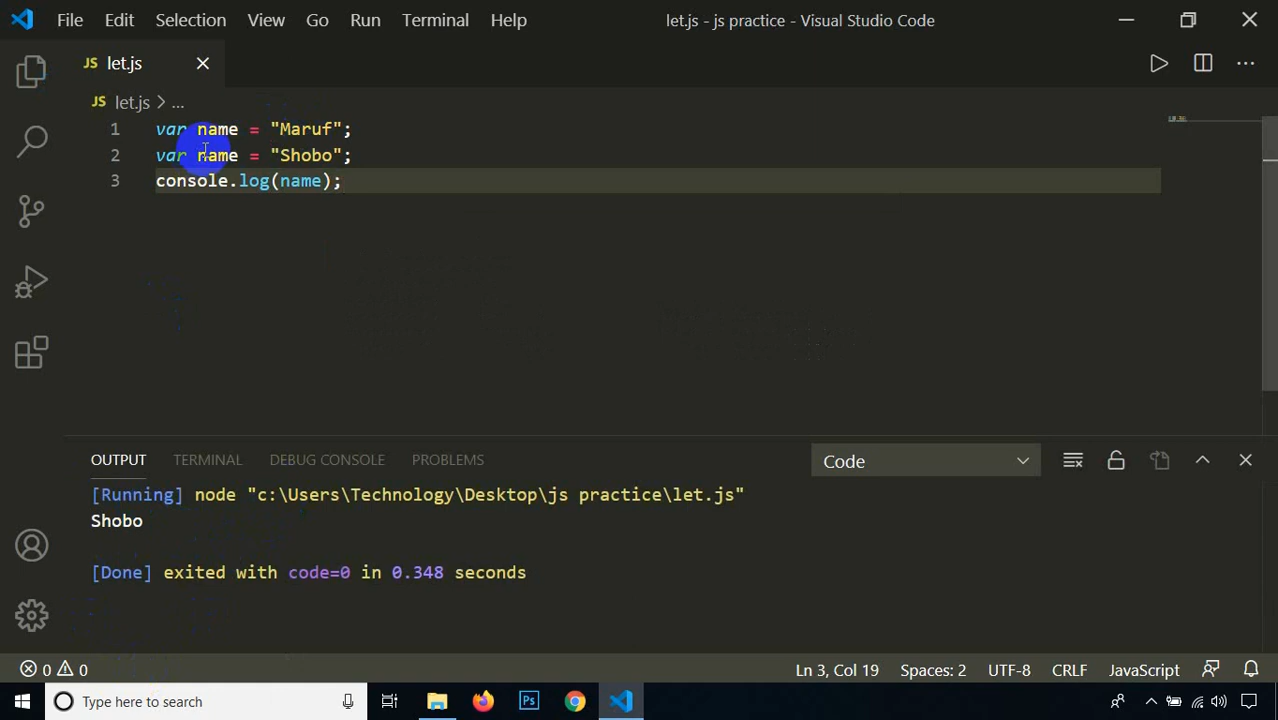 File Edit Selection View Go Run Terminal Help let.js - js practice - Visual Studio Code
JS let.js
JS let.js > ...
1 var name = "Maruf";
2 var name = "Shobo";
3 console.log(name);
OUTPUT TERMINAL DEBUG CONSOLE PROBLEMS Code
[Running] node "c:\Users\Technology\Desktop\js practice\let.js"
Shobo
[Done] exited with code=0 in 0.348 seconds
0 0 Ln 3, Col 19 Spaces: 2 UTF-8 CRLF JavaScript
Type here to search Ps